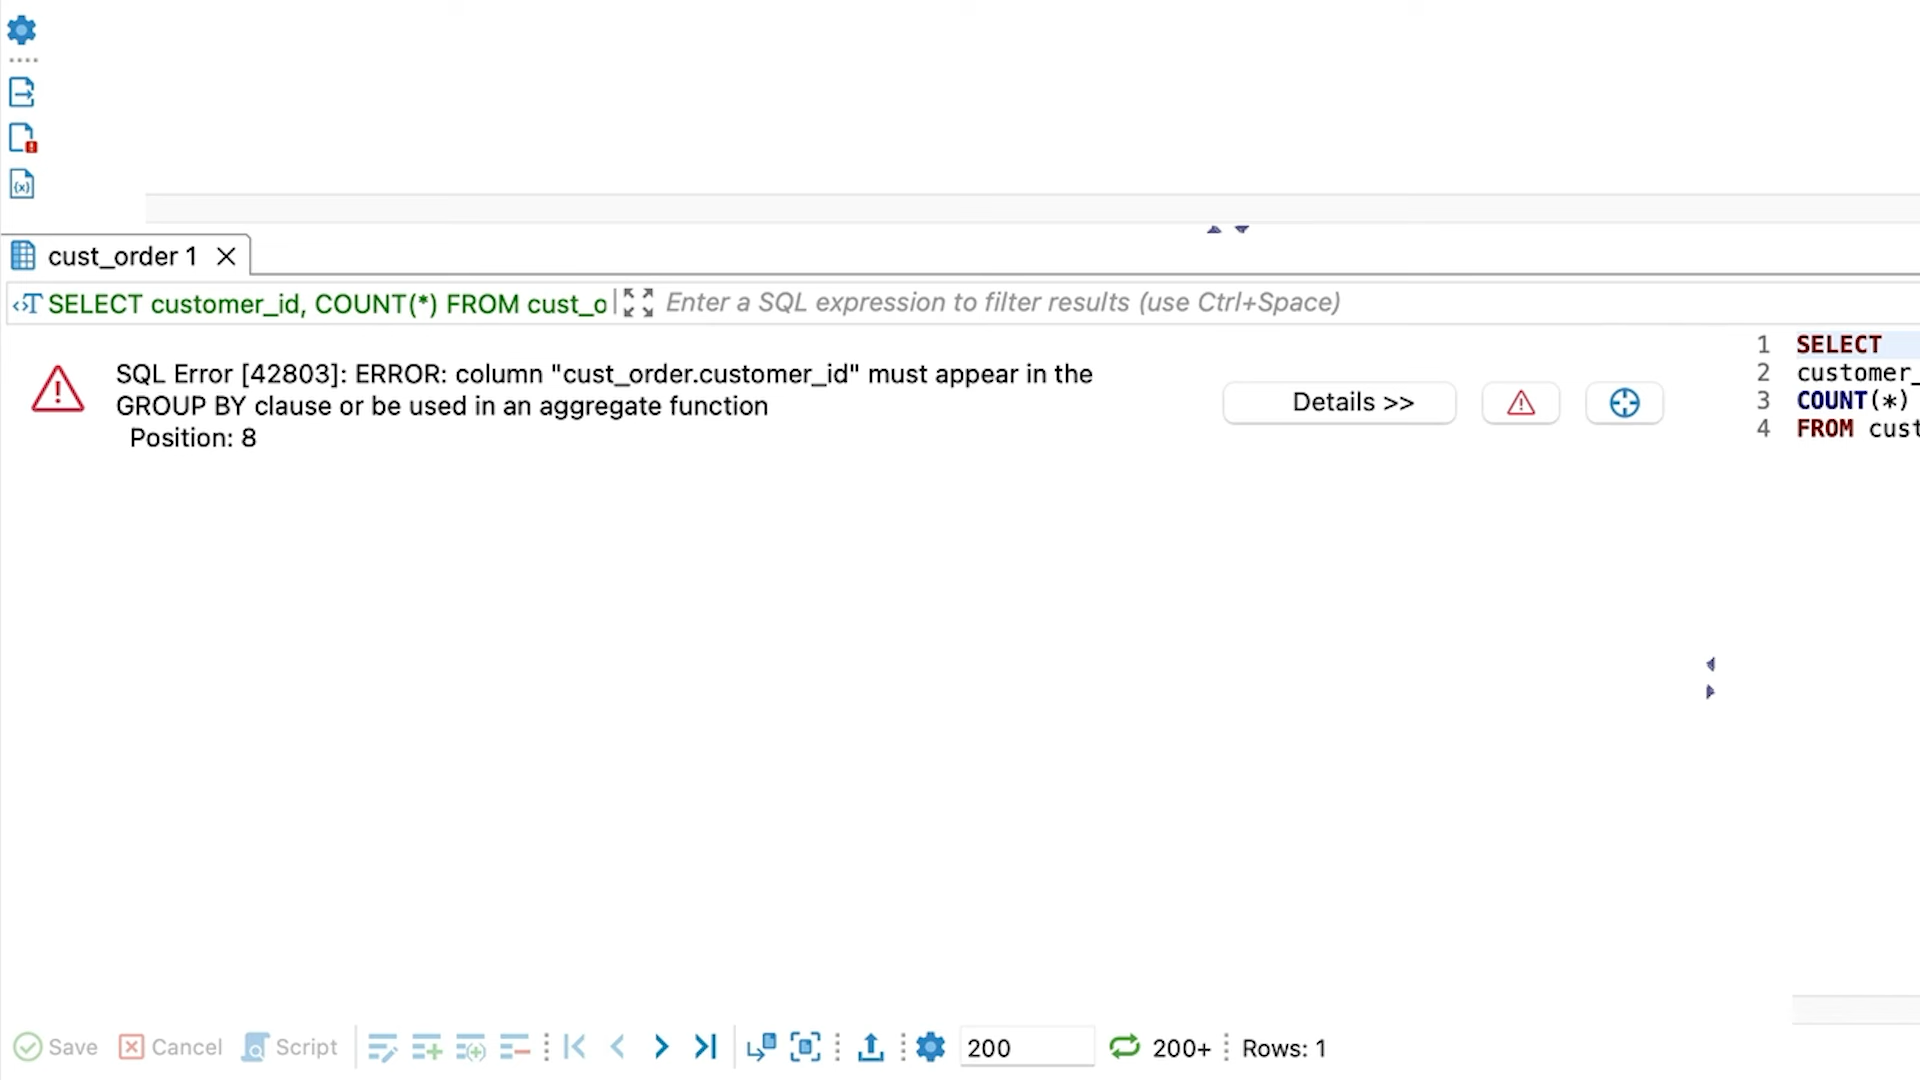 cust_order 1
SELECT customer_id, COUNT(*) FROM cust_o
Enter a SQL expression to filter results (use Ctrl+Space)
SQL Error [42803]: ERROR: column "cust_order.customer_id" must appear in the
GROUP BY clause or be used in an aggregate function
Position: 8
Details >>
1 SELECT
2 customer_
3 COUNT(*)
4 FROM cust
Save Cancel Script 200 200+ Rows: 1